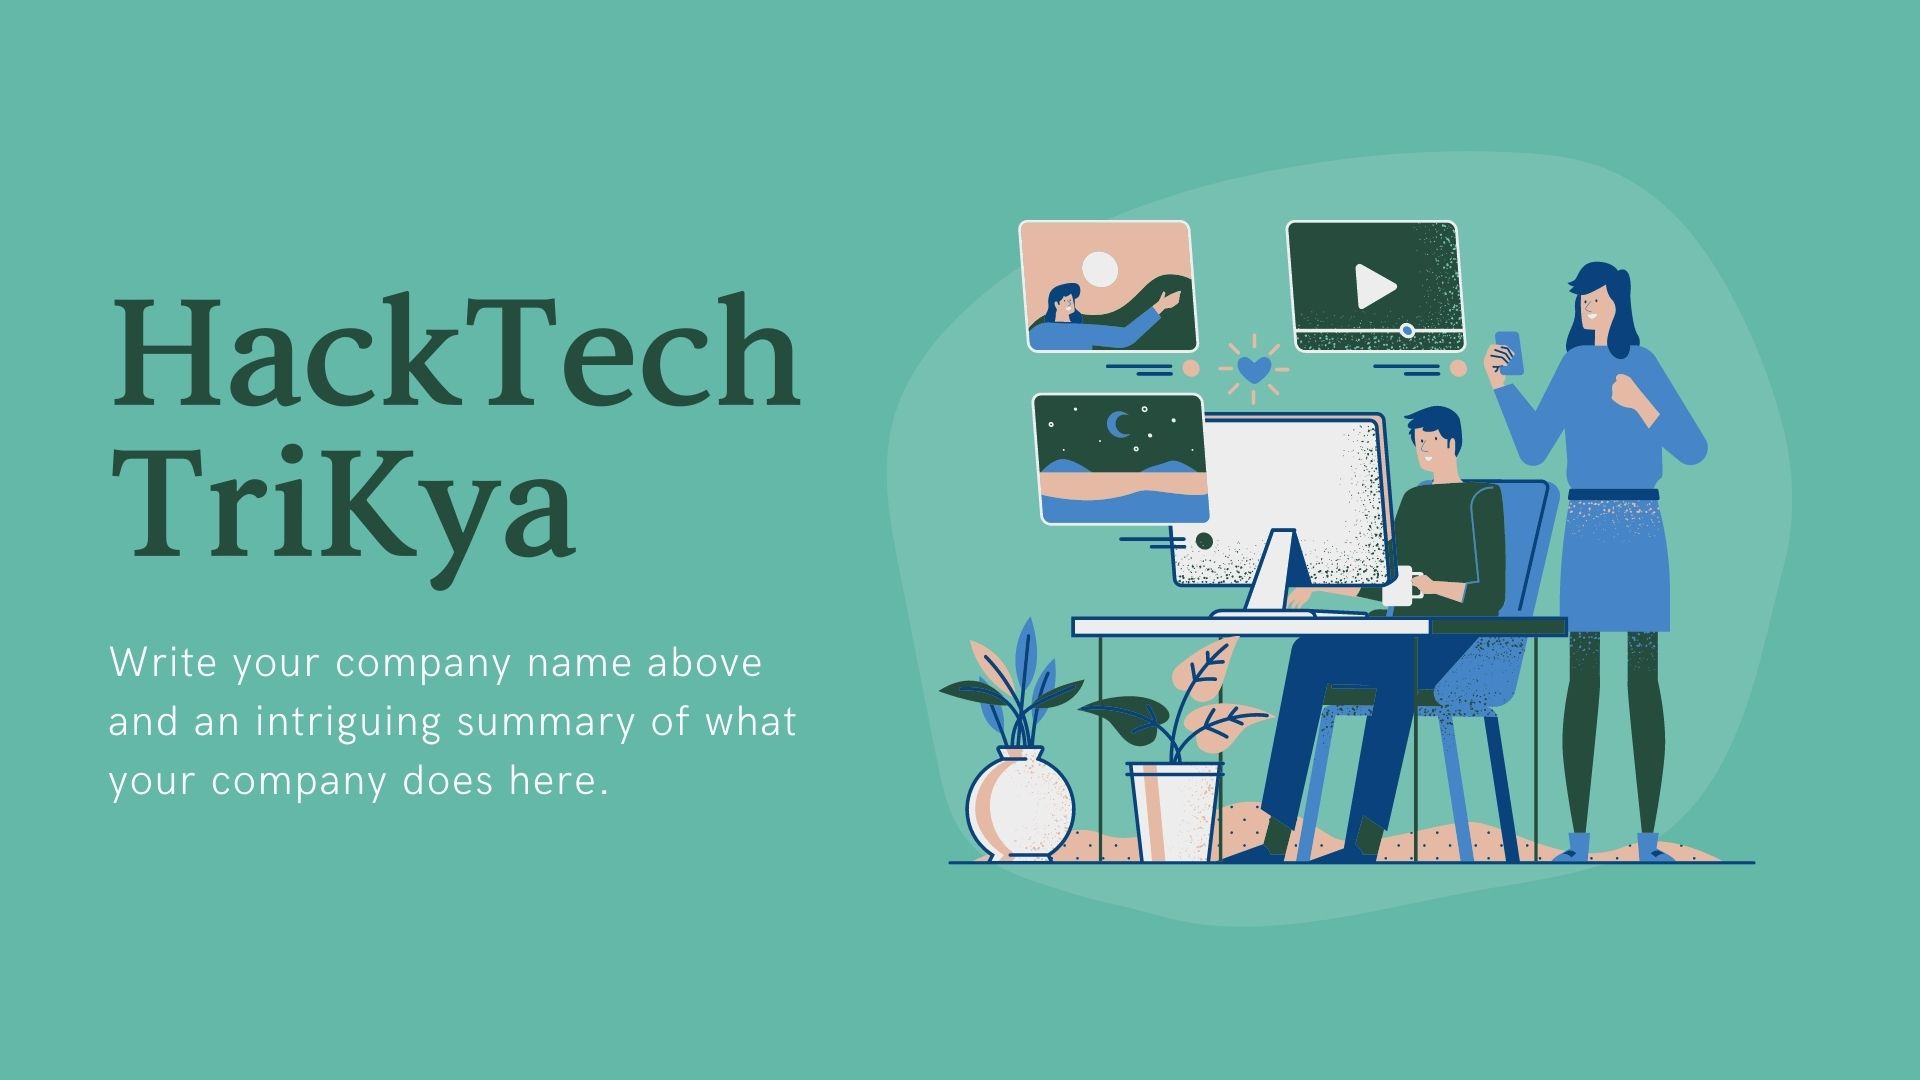 HackTech
TriKya
Write your company name above
and an intriguing summary of what
your company does here.